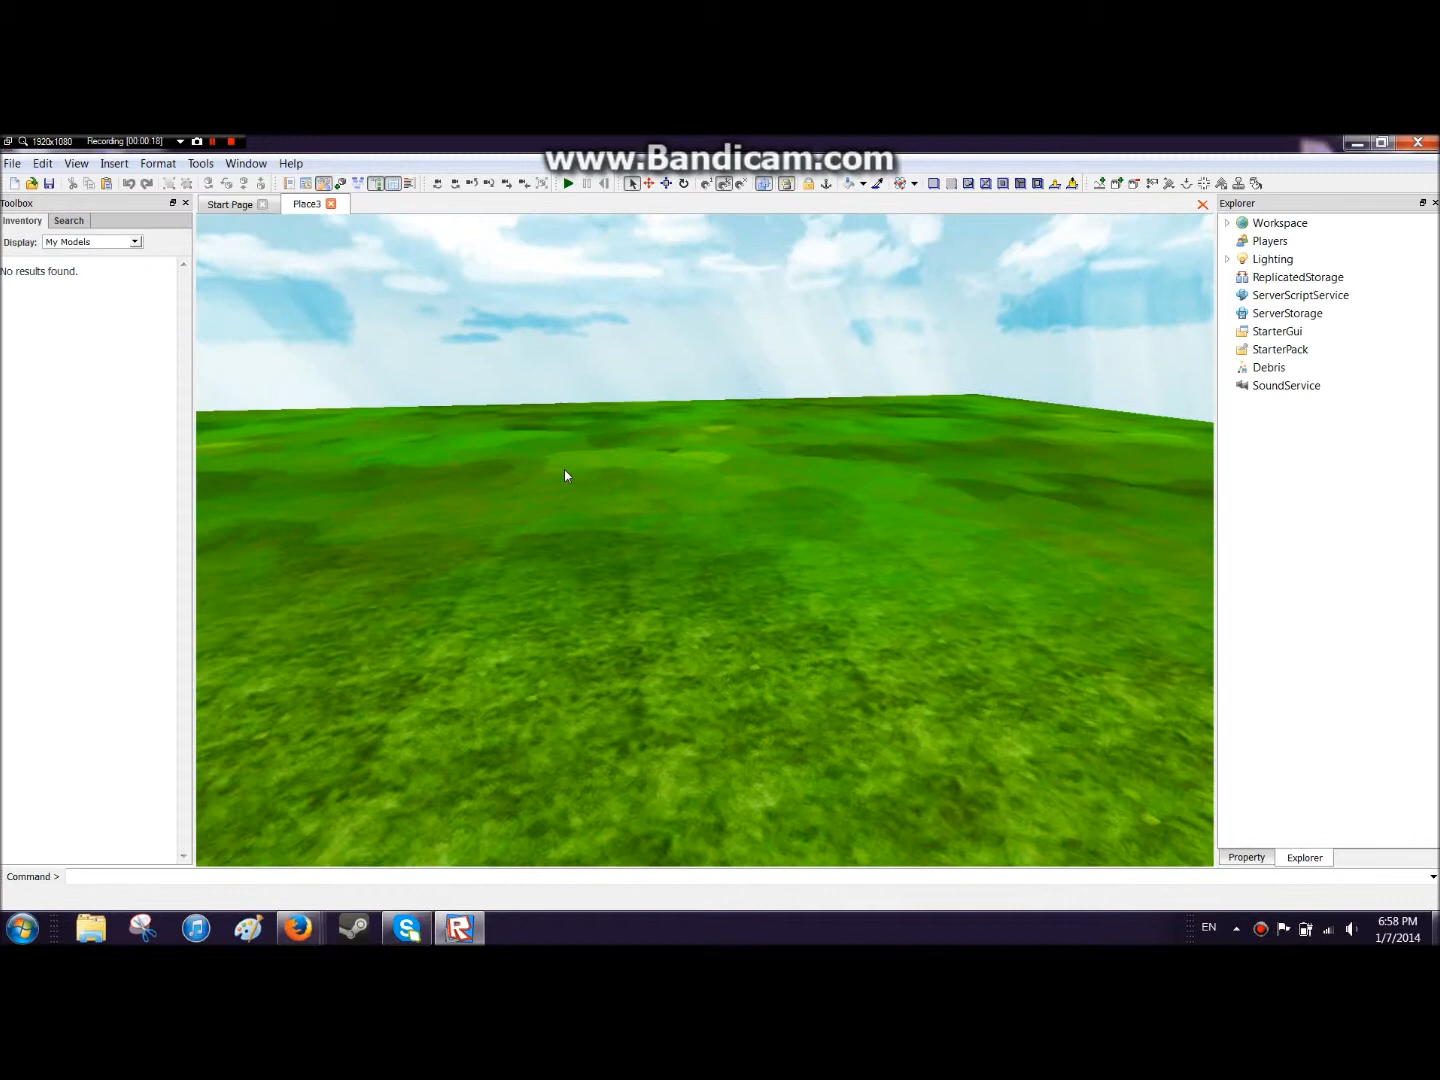 1920x1080 Recording [00:00:18]
www.Bandicam.com
File Edit View Insert Format Tools Window Help
Toolbox
Start Page
Place3
Explorer
Inventory Search
Display: My Models
No results found.
Workspace
Players
Lighting
ReplicatedStorage
ServerScriptService
ServerStorage
StarterGui
StarterPack
Debris
SoundService
Property Explorer
Command >
EN
6:58 PM
1/7/2014